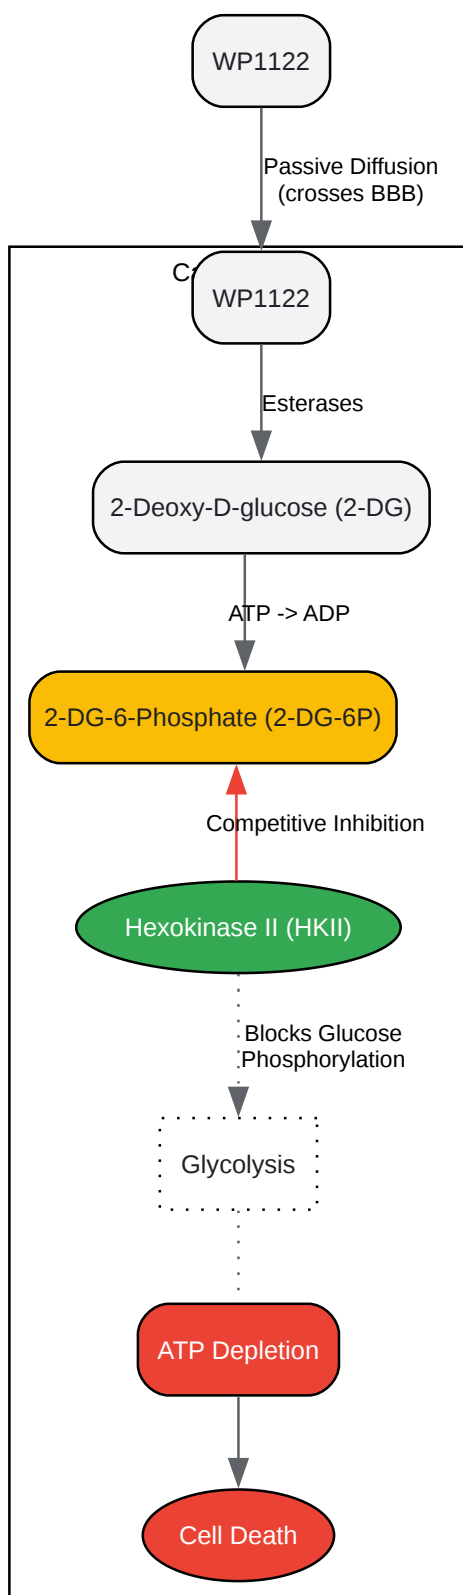 WP1122
Passive Diffusion
(crosses BBB)
WP1122
Esterases
2-Deoxy-D-glucose (2-DG)
ATP -> ADP
2-DG-6-Phosphate (2-DG-6P)
Competitive Inhibition
Hexokinase II (HKII)
Blocks Glucose
Phosphorylation
Glycolysis
ATP Depletion
Cell Death